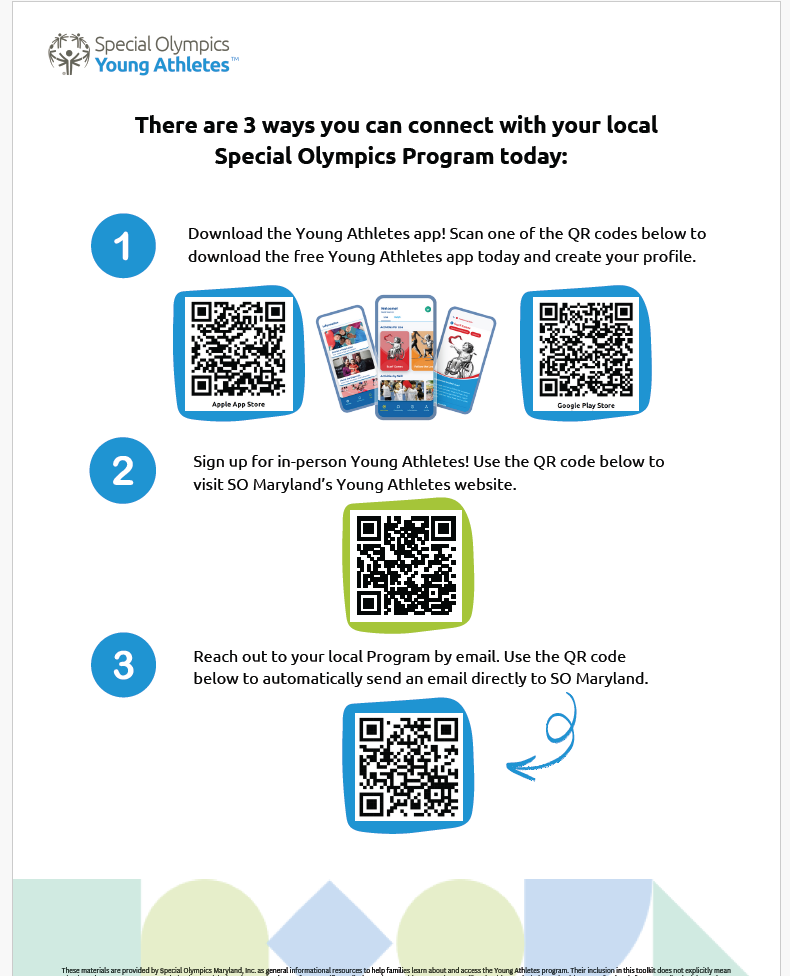 Special Olympics
Young Athletes™
There are 3 ways you can connect with your local
Special Olympics Program today:
1
Download the Young Athletes app! Scan one of the QR codes below to
download the free Young Athletes app today and create your profile.
Apple App Store
Google Play Store
2
Sign up for in-person Young Athletes! Use the QR code below to
visit SO Maryland’s Young Athletes website.
3
Reach out to your local Program by email. Use the QR code
below to automatically send an email directly to SO Maryland.
These materials are provided by Special Olympics Maryland, Inc. as general informational resources to help families learn about and access the Young Athletes program. Their inclusion in this toolkit does not explicitly mean